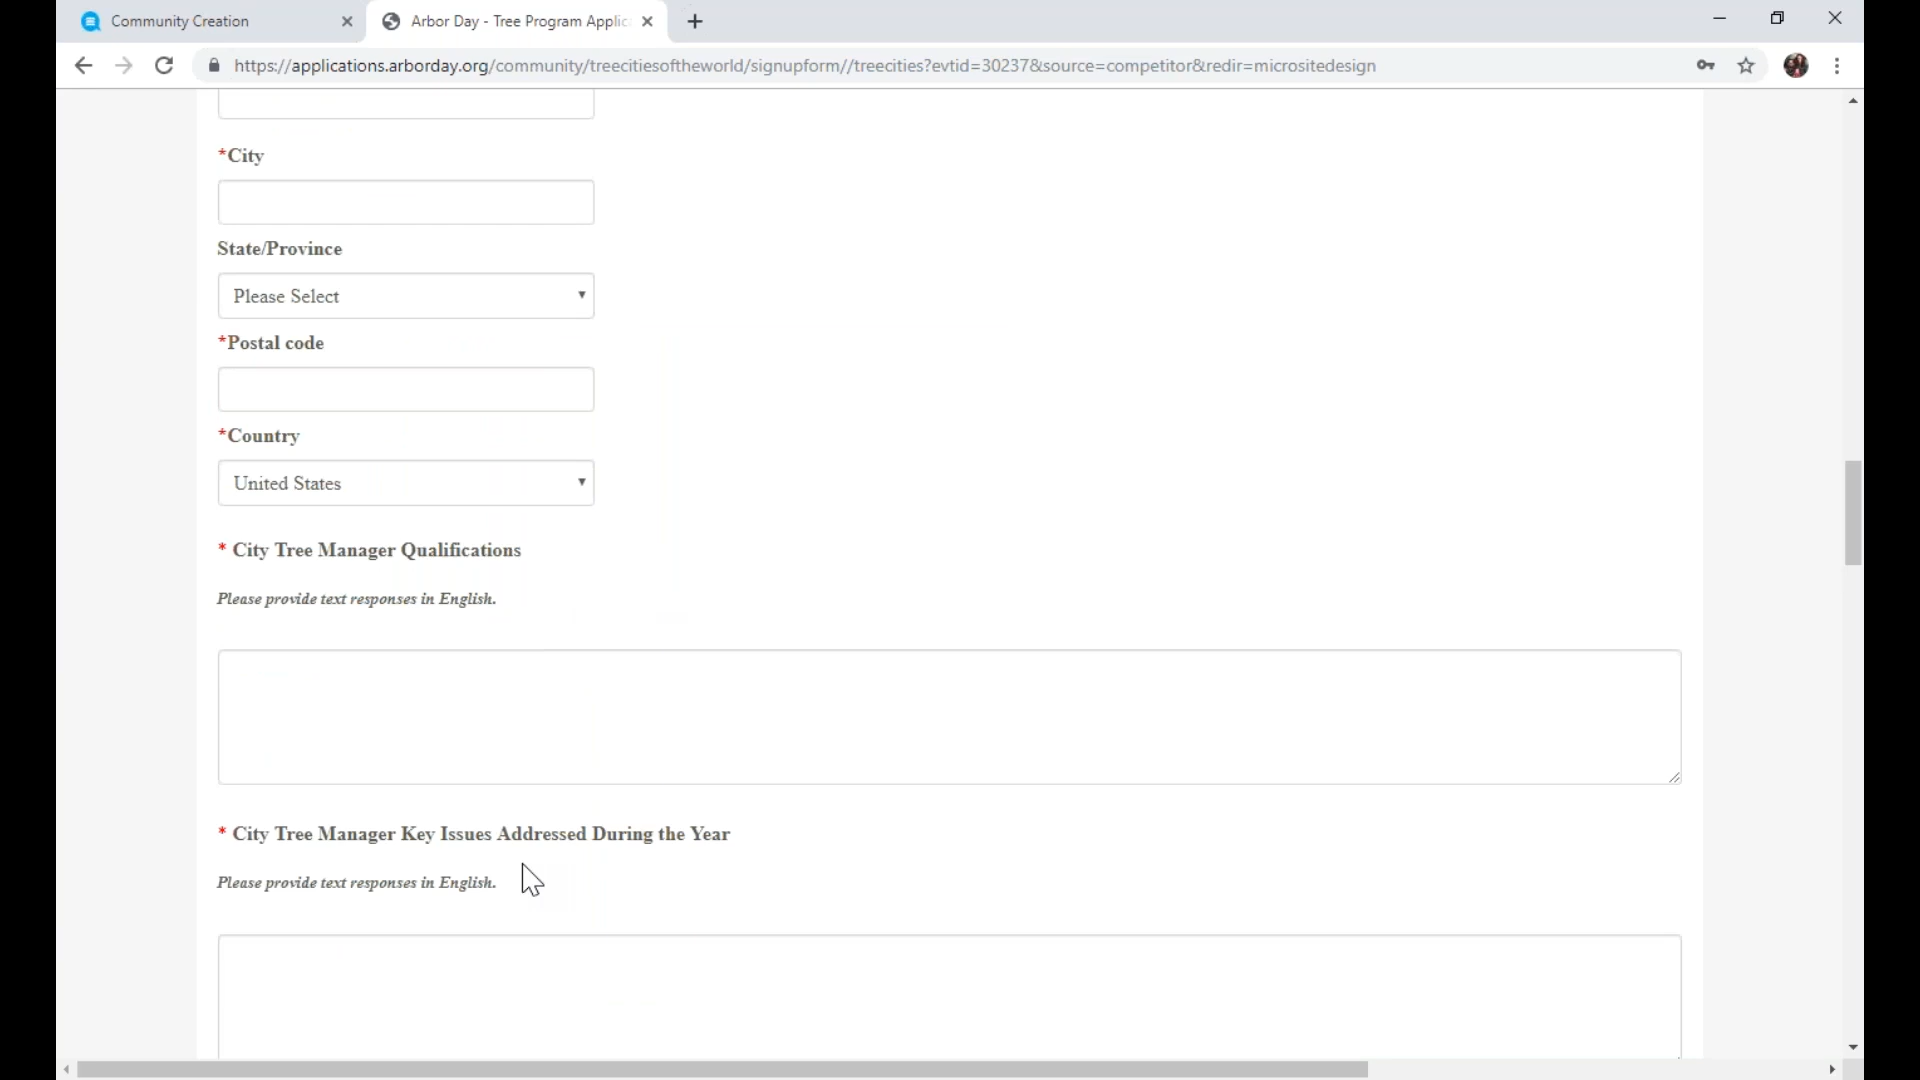 Community Creation
Arbor Day - Tree Program Applic
https://applications.arborday.org/community/treecitiesoftheworld/signupform//treecities?evtid=30237&source=competitor&redir=micrositedesign
*City
State/Province
Please Select
*Postal code
*Country
United States
* City Tree Manager Qualifications
Please provide text responses in English.
* City Tree Manager Key Issues Addressed During the Year
Please provide text responses in English.